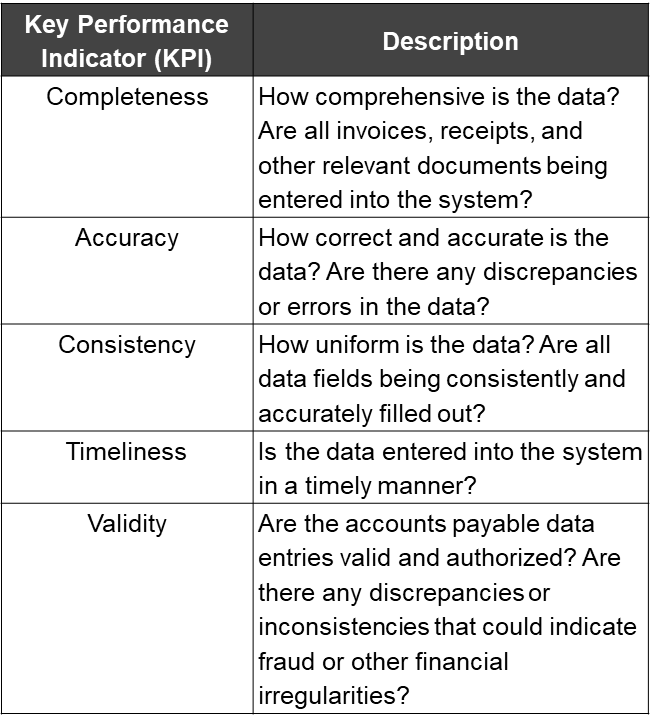 Key Performance
Indicator (KPI)
Description
Completeness
How comprehensive is the data?
Are all invoices, receipts, and
other relevant documents being
entered into the system?
Accuracy
How correct and accurate is the
data? Are there any discrepancies
or errors in the data?
Consistency
How uniform is the data? Are all
data fields being consistently and
accurately filled out?
Timeliness
Is the data entered into the system
in a timely manner?
Validity
Are the accounts payable data
entries valid and authorized? Are
there any discrepancies or
inconsistencies that could indicate
fraud or other financial
irregularities?